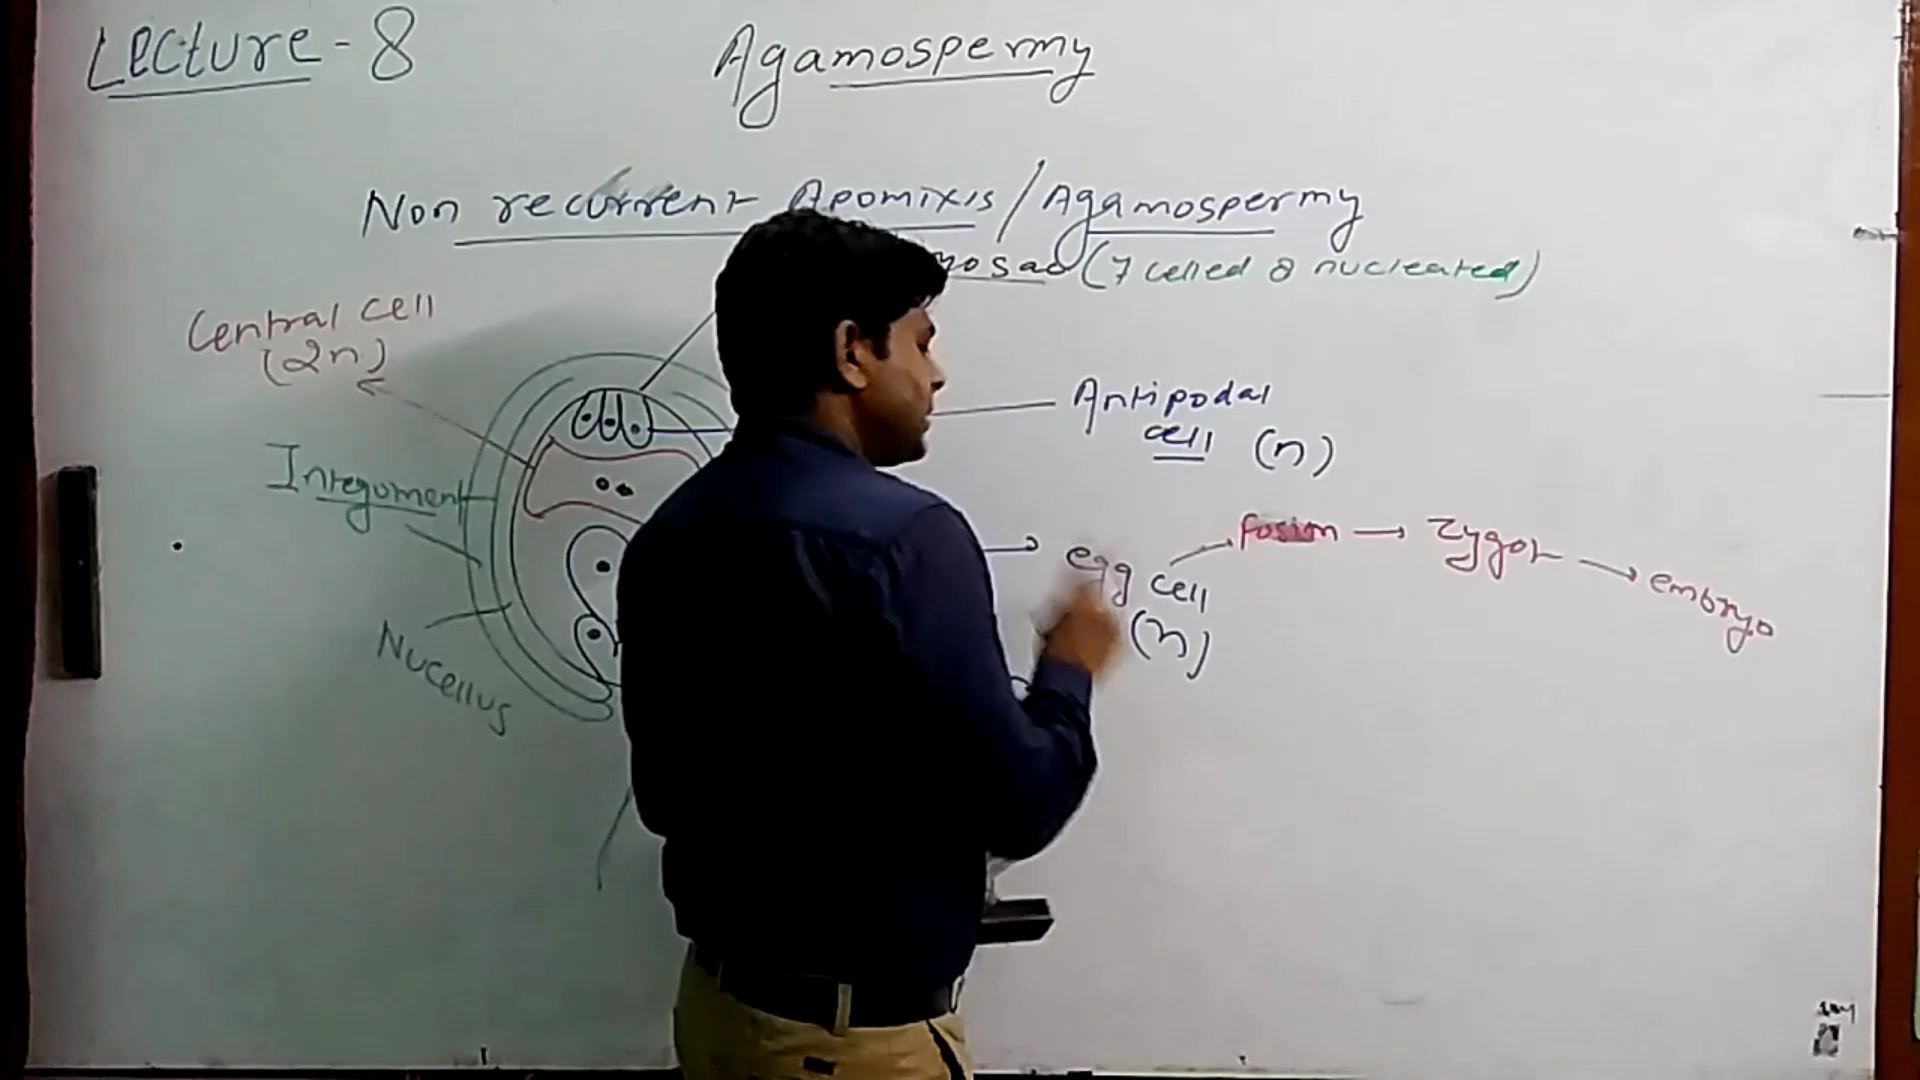 Lecture - 8
Agamospermy
Non recurrent Apomixis / Agamospermy
(7 celled 8 nucleated)
Central cell
(2n)
Antipodal
cell (n)
Integument
fusion → Zygot → embryo
egg cell
(n)
Nucellus